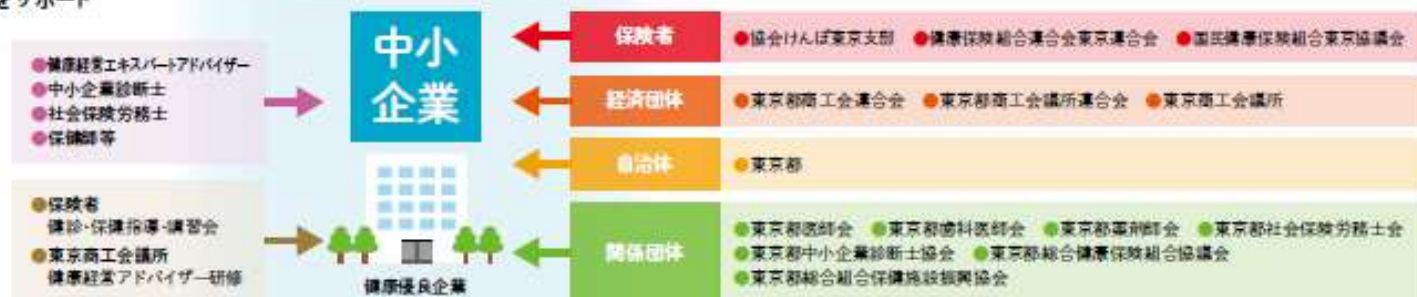 をサポート
●健康経営エキスパートアドバイザー
●中小企業診断士
●社会保険労務士
●保健師等
●保険者
健診・保健指導・講習会
●東京商工会議所
健康経営アドバイザー研修
中小
企業
健康優良企業
保険者
●協会けんぽ東京支部 ●健康保険組合連合会東京連合会 ●国民健康保険組合東京協議会
経済団体
●東京都商工会連合会 ●東京都商工会議所連合会 ●東京商工会議所
自治体
●東京都
関係団体
●東京都医師会 ●東京都歯科医師会 ●東京都薬剤師会 ●東京都社会保険労務士会
●東京都中小企業診断士協会 ●東京都総合健康保険組合協議会
●東京都総合組合保健施設振興協会